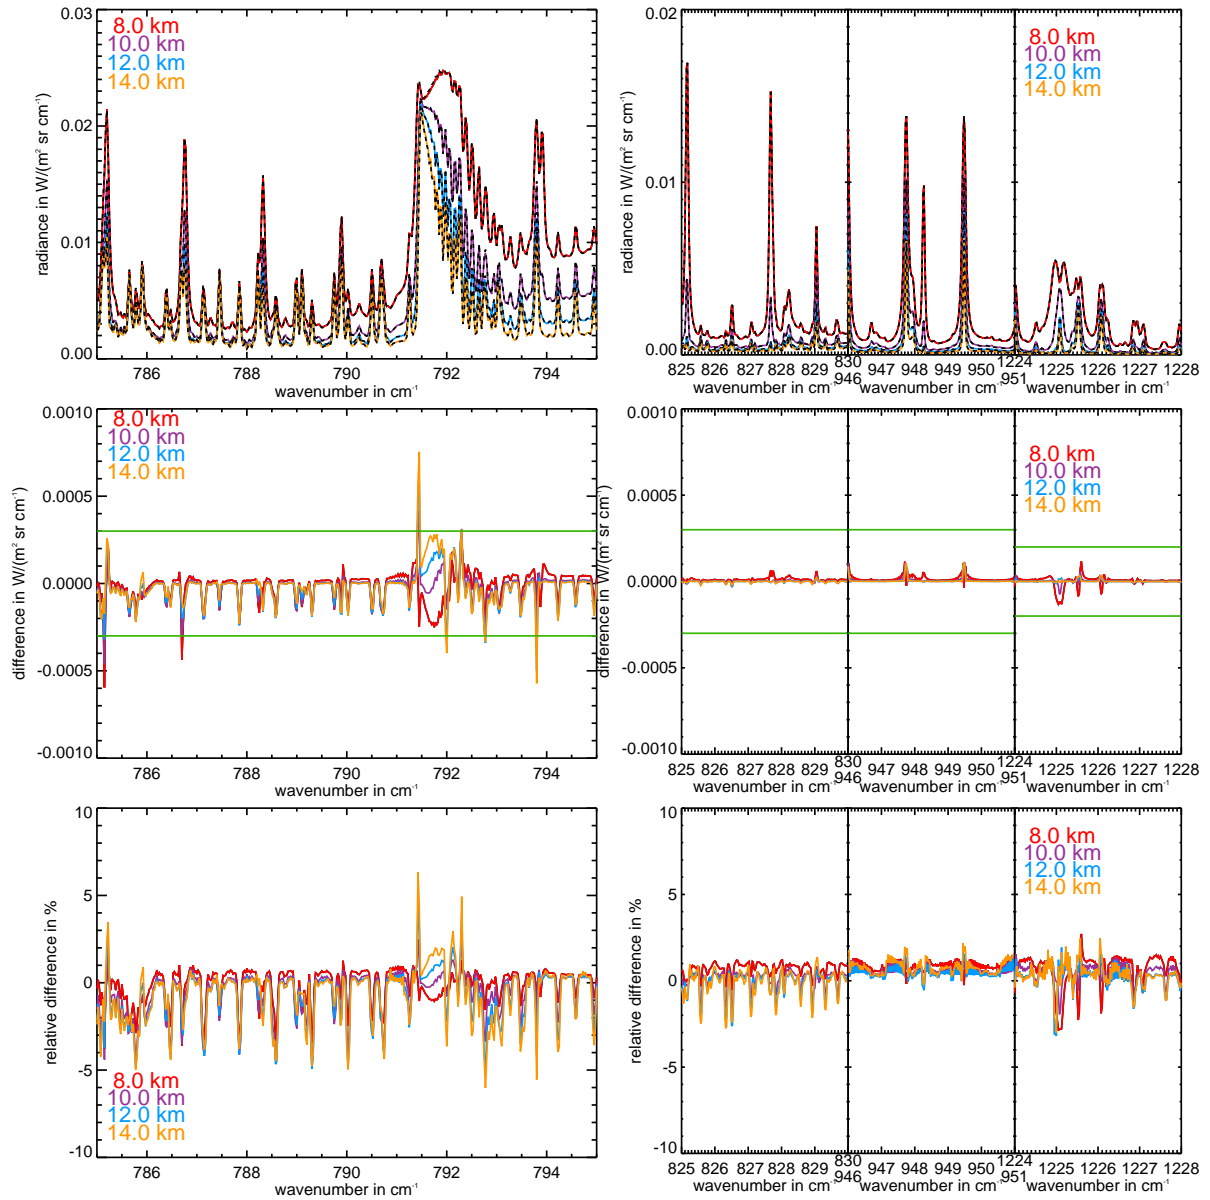 0.03
0.02
0.01
0.00
radiance in W/(m² sr cm⁻¹)
8.0 km
10.0 km
12.0 km
14.0 km
786 788 790 792 794
wavenumber in cm⁻¹
0.02
0.01
0.00
radiance in W/(m² sr cm⁻¹)
8.0 km
10.0 km
12.0 km
14.0 km
825 826 827 828 829 830 946 947 948 949 950 951 1224 1225 1226 1227 1228
wavenumber in cm⁻¹ wavenumber in cm⁻¹ wavenumber in cm⁻¹
0.0010
0.0005
0.0000
-0.0005
-0.0010
difference in W/(m² sr cm⁻¹)
8.0 km
10.0 km
12.0 km
14.0 km
786 788 790 792 794
wavenumber in cm⁻¹
0.0010
0.0005
0.0000
-0.0005
-0.0010
difference in W/(m² sr cm⁻¹)
8.0 km
10.0 km
12.0 km
14.0 km
825 826 827 828 829 830 946 947 948 949 950 951 1224 1225 1226 1227 1228
wavenumber in cm⁻¹ wavenumber in cm⁻¹ wavenumber in cm⁻¹
10
5
0
-5
-10
relative difference in %
8.0 km
10.0 km
12.0 km
14.0 km
786 788 790 792 794
wavenumber in cm⁻¹
10
5
0
-5
-10
relative difference in %
8.0 km
10.0 km
12.0 km
14.0 km
825 826 827 828 829 830 946 947 948 949 950 951 1224 1225 1226 1227 1228
wavenumber in cm⁻¹ wavenumber in cm⁻¹ wavenumber in cm⁻¹